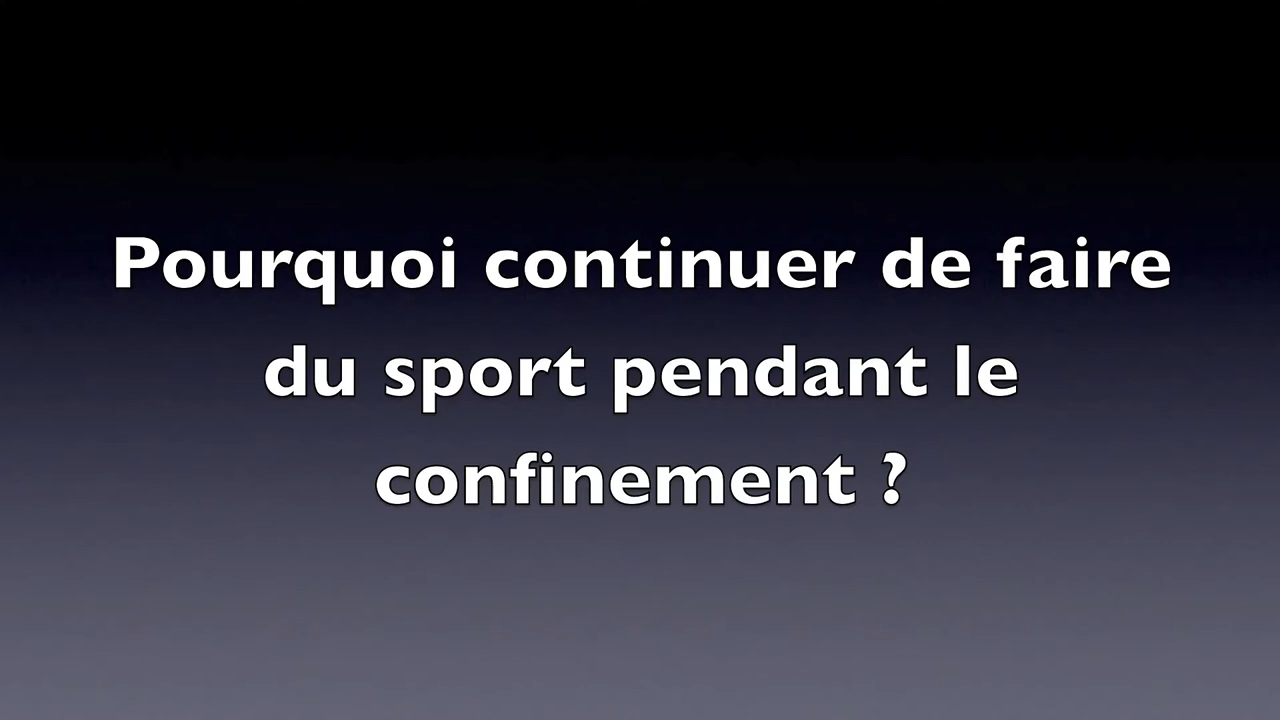 Pourquoi continuer de faire
du sport pendant le
confinement ?